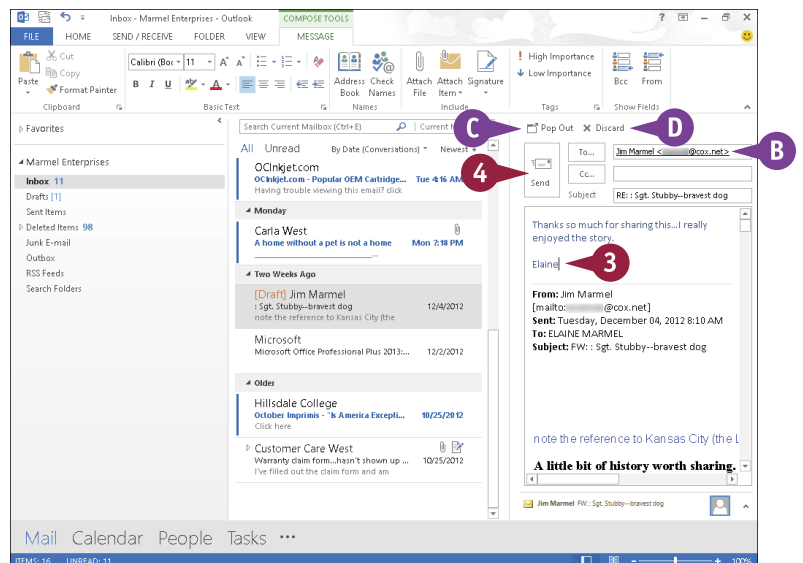 Inbox - Marmel Enterprises - Outlook
COMPOSE TOOLS
?
FILE
HOME
SEND / RECEIVE
FOLDER
VIEW
MESSAGE
Paste
Cut
Copy
Format Painter
Clipboard
Calibri (Boc
11
A A
B I U
Basic Text
Address Book
Check Names
Names
Attach File
Attach Item
Signature
Include
! High Importance
Low Importance
Tags
Bcc
From
Show Fields
Favorites
Marmel Enterprises
Inbox 11
Drafts [1]
Sent Items
Deleted Items 98
Junk E-mail
Outbox
RSS Feeds
Search Folders
Search Current Mailbox (Ctrl+E)
Current
All Unread
By Date (Conversations)
Newest
OCInkjet.com
OCInkjet.com - Popular OEM Cartridge...
Tue 4:16 AM
Having trouble viewing this email? click
Monday
Carla West
A home without a pet is not a home
Mon 7:18 PM
Two Weeks Ago
[Draft] Jim Marmel
: Sgt. Stubby--bravest dog
12/4/2012
note the reference to Kansas City (the
Microsoft
Microsoft Office Professional Plus 2013:...
12/2/2012
Older
Hillsdale College
October Imprimis - "Is America Excepti...
10/25/2012
Click here
Customer Care West
Warranty claim form...hasn't shown up ...
10/25/2012
I've filled out the claim form and am
C
Pop Out
Discard
D
4
Send
To...
Jim Marmel < @cox.net>
B
Cc...
Subject
RE: : Sgt. Stubby--bravest dog
Thanks so much for sharing this...I really
enjoyed the story.
Elaine
3
From: Jim Marmel
[mailto: @cox.net]
Sent: Tuesday, December 04, 2012 8:10 AM
To: ELAINE MARMEL
Subject: FW: : Sgt. Stubby--bravest dog
note the reference to Kansas City (the L
A little bit of history worth sharing.
Jim Marmel FW: : Sgt. Stubby--bravest dog
Mail Calendar People Tasks •••
ITEMS: 16 UNREAD: 11
100%